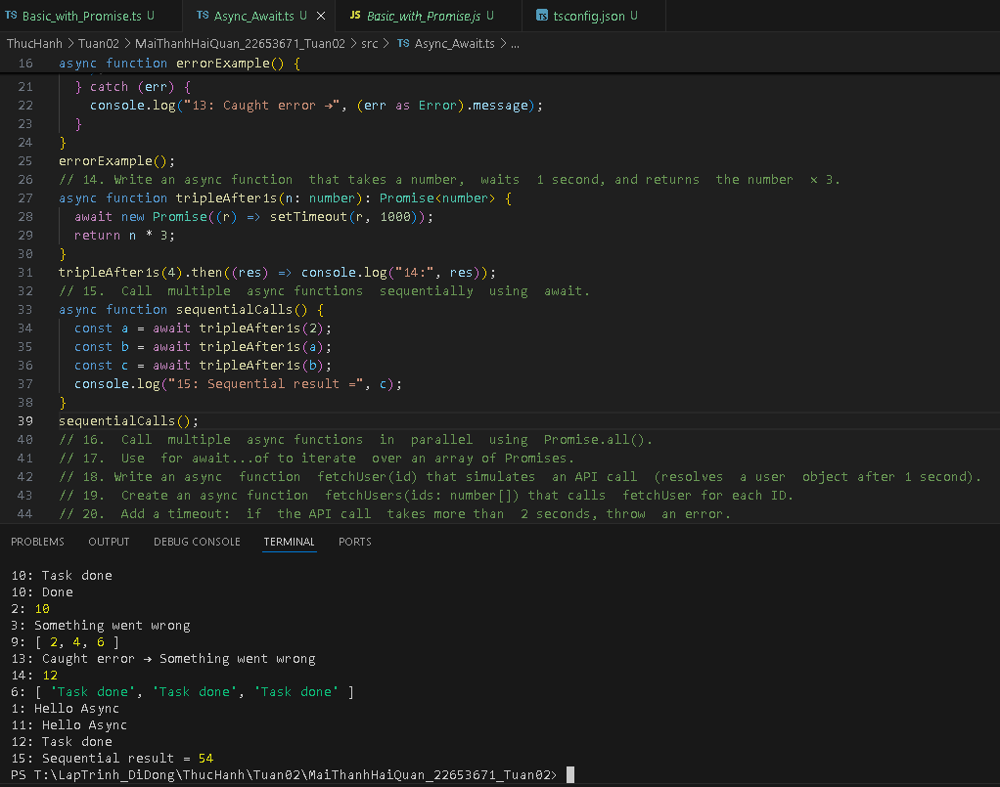 TS Basic_with_Promise.ts U TS Async_Await.ts U × JS Basic_with_Promise.js U TS tsconfig.json U
ThucHanh > Tuan02 > MaiThanhHaiQuan_22653671_Tuan02 > src > TS Async_Await.ts > ...
16 async function errorExample() {
21 } catch (err) {
22 console.log("13: Caught error →", (err as Error).message);
23 }
24 }
25 errorExample();
26 // 14. Write an async function that takes a number, waits 1 second, and returns the number × 3.
27 async function tripleAfter1s(n: number): Promise<number> {
28 await new Promise((r) => setTimeout(r, 1000));
29 return n * 3;
30 }
31 tripleAfter1s(4).then((res) => console.log("14:", res));
32 // 15. Call multiple async functions sequentially using await.
33 async function sequentialCalls() {
34 const a = await tripleAfter1s(2);
35 const b = await tripleAfter1s(a);
36 const c = await tripleAfter1s(b);
37 console.log("15: Sequential result =", c);
38 }
39 sequentialCalls();
40 // 16. Call multiple async functions in parallel using Promise.all().
41 // 17. Use for await...of to iterate over an array of Promises.
42 // 18. Write an async function fetchUser(id) that simulates an API call (resolves a user object after 1 second).
43 // 19. Create an async function fetchUsers(ids: number[]) that calls fetchUser for each ID.
44 // 20. Add a timeout: if the API call takes more than 2 seconds, throw an error.
PROBLEMS OUTPUT DEBUG CONSOLE TERMINAL PORTS
10: Task done
10: Done
2: 10
3: Something went wrong
9: [ 2, 4, 6 ]
13: Caught error → Something went wrong
14: 12
6: [ 'Task done', 'Task done', 'Task done' ]
1: Hello Async
11: Hello Async
12: Task done
15: Sequential result = 54
PS T:\LapTrinh_DiDong\ThucHanh\Tuan02\MaiThanhHaiQuan_22653671_Tuan02>